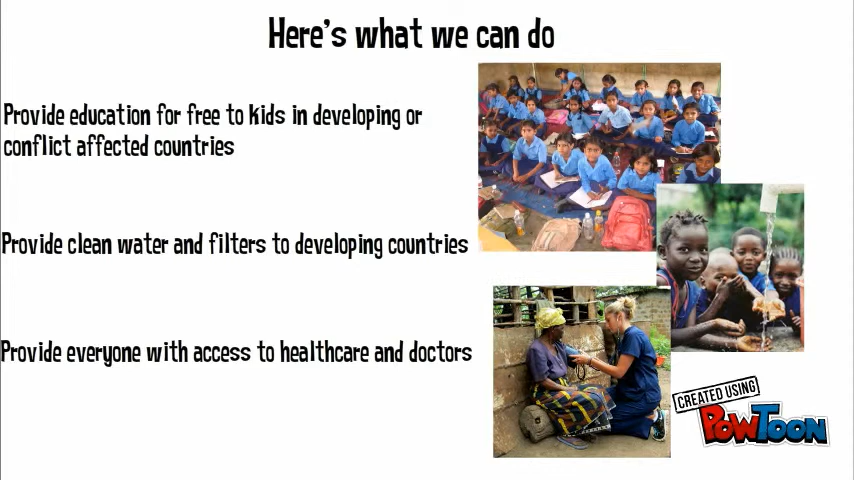 Here's what we can do
Provide education for free to kids in developing or
conflict affected countries
Provide clean water and filters to developing countries
Provide everyone with access to healthcare and doctors
CREATED USING
POWTOON